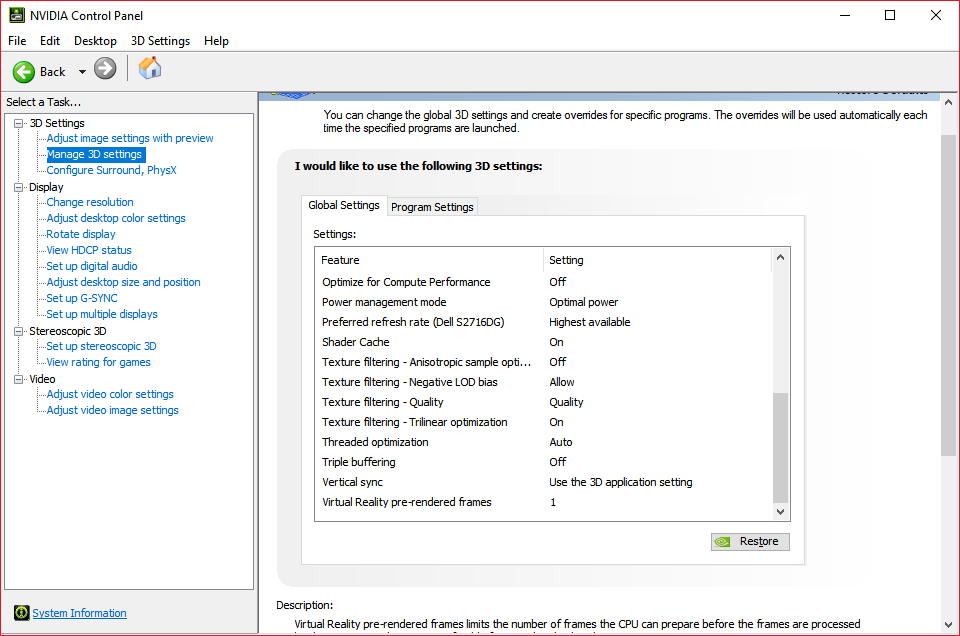 NVIDIA Control Panel
File Edit Desktop 3D Settings Help
Back
Select a Task...
3D Settings
Adjust image settings with preview
Manage 3D settings
Configure Surround, PhysX
Display
Change resolution
Adjust desktop color settings
Rotate display
View HDCP status
Set up digital audio
Adjust desktop size and position
Set up G-SYNC
Set up multiple displays
Stereoscopic 3D
Set up stereoscopic 3D
View rating for games
Video
Adjust video color settings
Adjust video image settings
System Information
You can change the global 3D settings and create overrides for specific programs. The overrides will be used automatically each
time the specified programs are launched.
I would like to use the following 3D settings:
Global Settings Program Settings
Settings:
Feature Setting
Optimize for Compute Performance Off
Power management mode Optimal power
Preferred refresh rate (Dell S2716DG) Highest available
Shader Cache On
Texture filtering - Anisotropic sample opti... Off
Texture filtering - Negative LOD bias Allow
Texture filtering - Quality Quality
Texture filtering - Trilinear optimization On
Threaded optimization Auto
Triple buffering Off
Vertical sync Use the 3D application setting
Virtual Reality pre-rendered frames 1
Restore
Description:
Virtual Reality pre-rendered frames limits the number of frames the CPU can prepare before the frames are processed